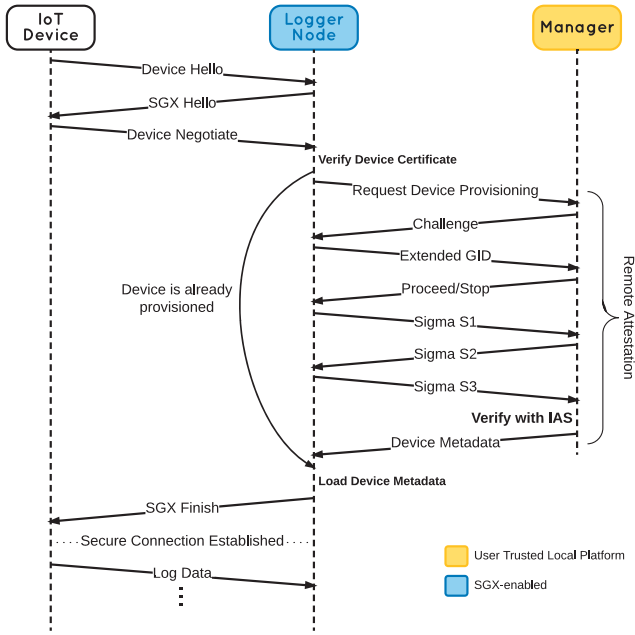 IoT
Device
Logger
Node
Manager
Device Hello
SGX Hello
Device Negotiate
Verify Device Certificate
Request Device Provisioning
Challenge
Extended GID
Device is already
provisioned
Proceed/Stop
Sigma S1
Sigma S2
Sigma S3
Remote Attestation
Verify with IAS
Device Metadata
Load Device Metadata
SGX Finish
Secure Connection Established
Log Data
User Trusted Local Platform
SGX-enabled